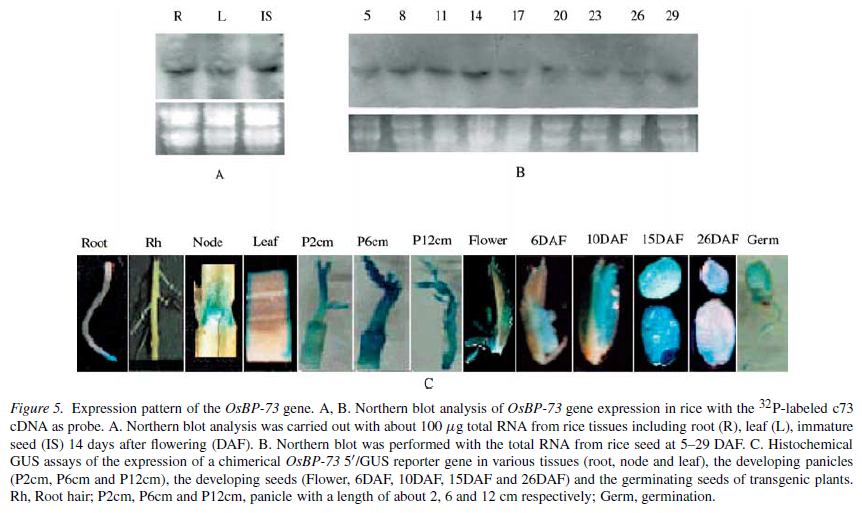 R L IS
5 8 11 14 17 20 23 26 29
A
B
Root Rh Node Leaf P2cm P6cm P12cm Flower 6DAF 10DAF 15DAF 26DAF Germ
C
Figure 5. Expression pattern of the OsBP-73 gene. A, B. Northern blot analysis of OsBP-73 gene expression in rice with the 32P-labeled c73
cDNA as probe. A. Northern blot analysis was carried out with about 100 μg total RNA from rice tissues including root (R), leaf (L), immature
seed (IS) 14 days after flowering (DAF). B. Northern blot was performed with the total RNA from rice seed at 5–29 DAF. C. Histochemical
GUS assays of the expression of a chimerical OsBP-73 5′/GUS reporter gene in various tissues (root, node and leaf), the developing panicles
(P2cm, P6cm and P12cm), the developing seeds (Flower, 6DAF, 10DAF, 15DAF and 26DAF) and the germinating seeds of transgenic plants.
Rh, Root hair; P2cm, P6cm and P12cm, panicle with a length of about 2, 6 and 12 cm respectively; Germ, germination.